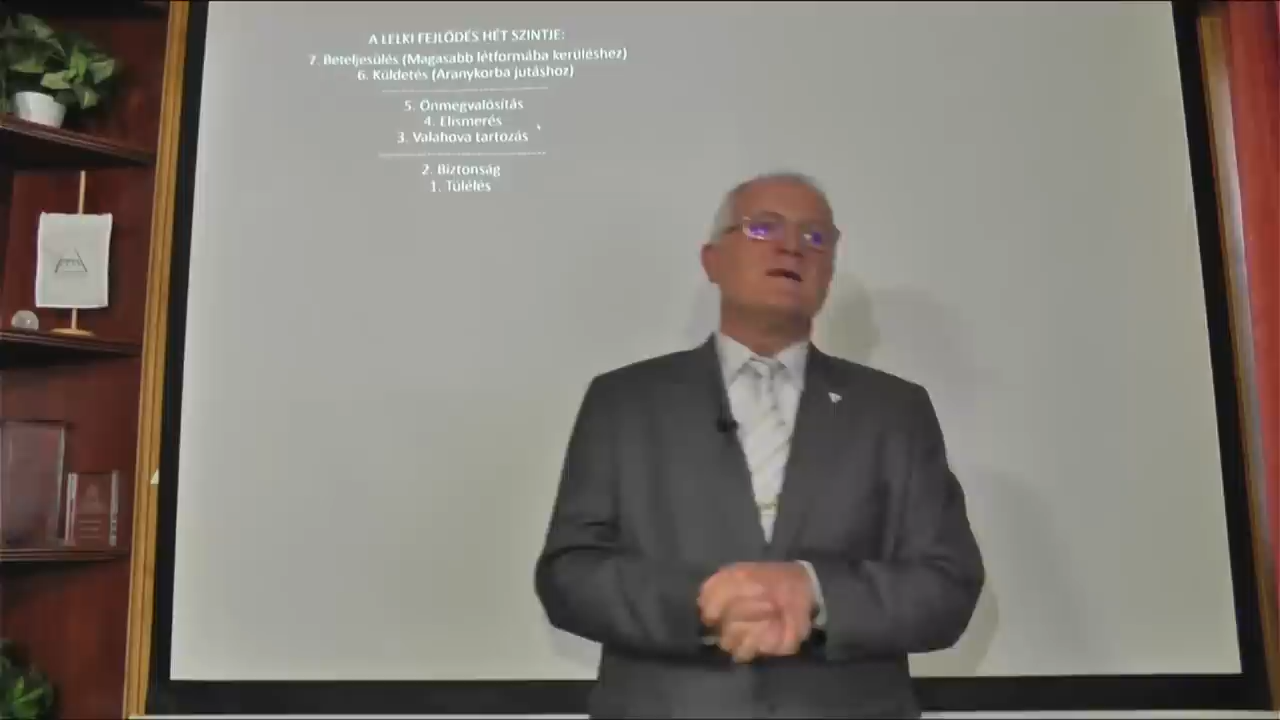 A LELKI FEJLŐDÉS HÉT SZINTJE:
7. Beteljesülés (Magasabb létformába kerüléshez)
6. Küldetés (Aranykorba jutáshoz)
5. Önmegvalósítás
4. Elismerés
3. Valahova tartozás
2. Biztonság
1. Túlélés